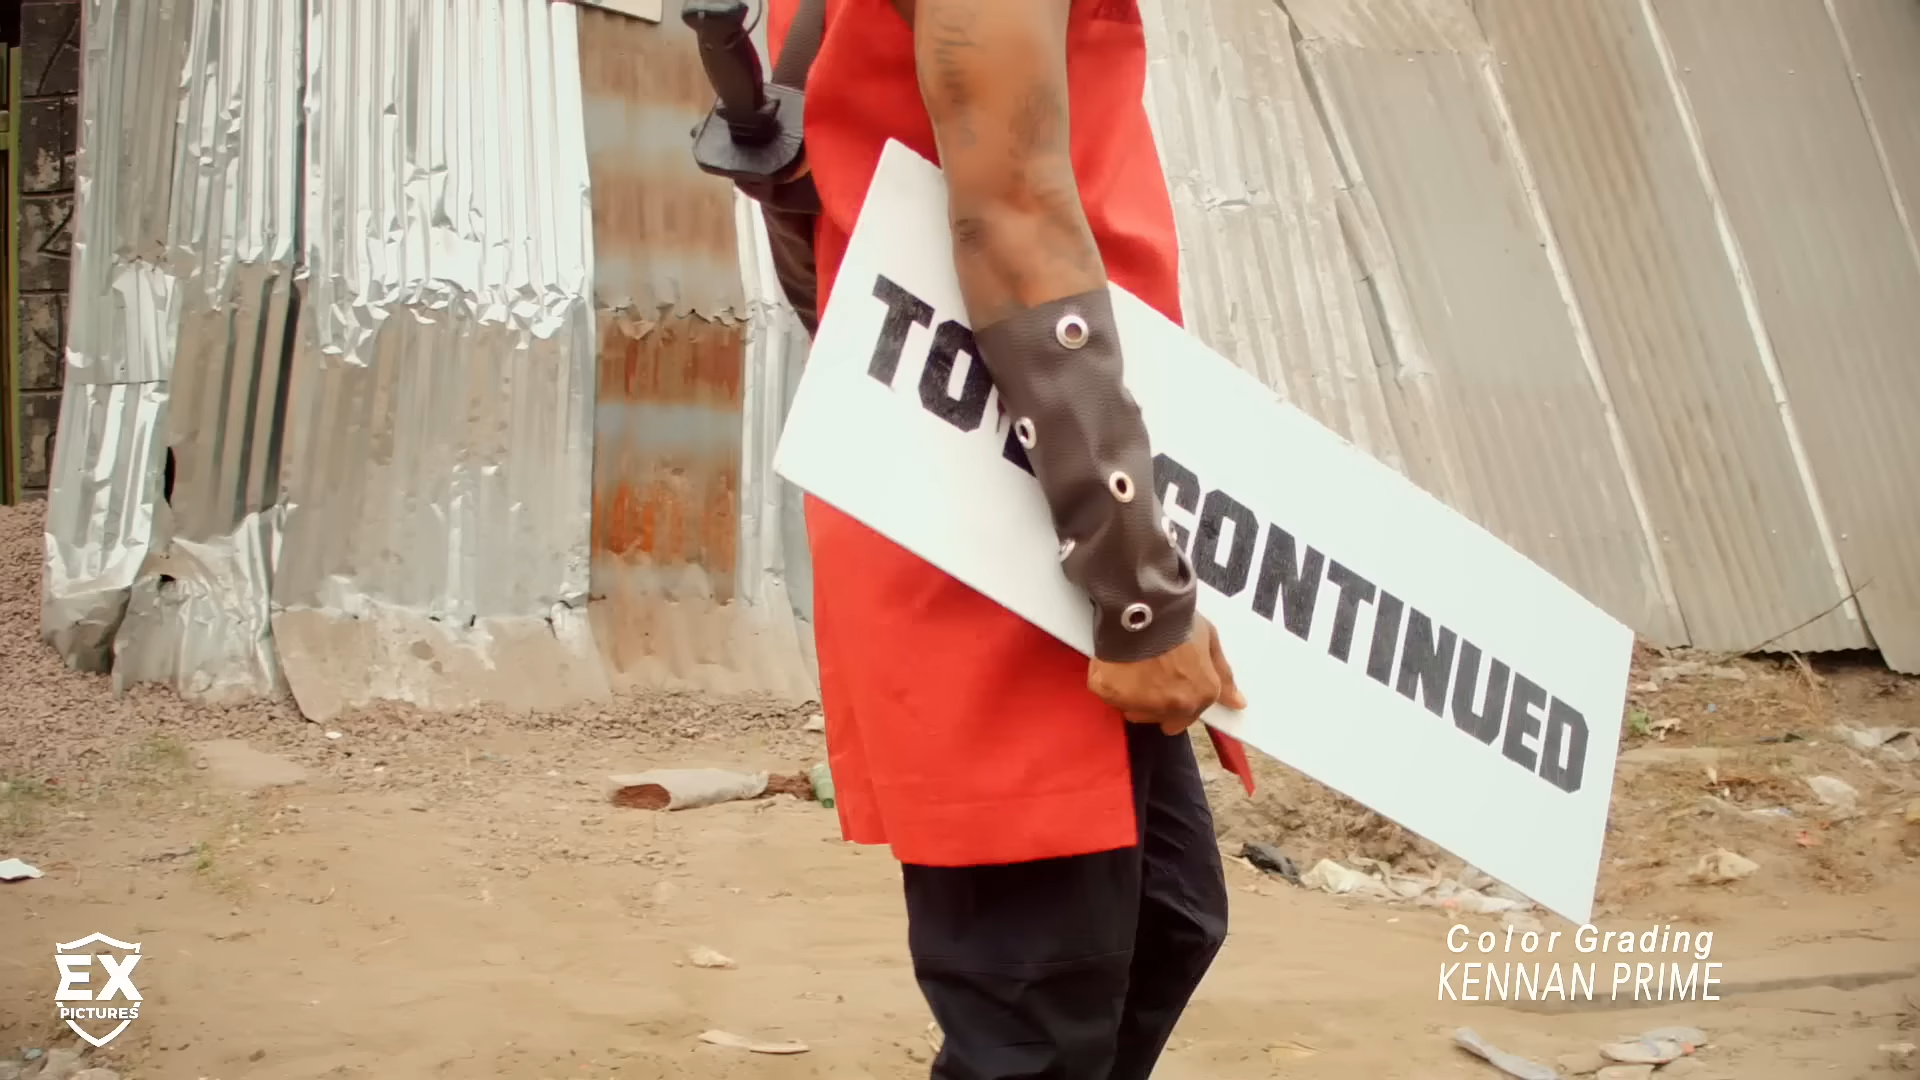 TO B CONTINUED
Color Grading
KENNAN PRIME
EX
PICTURES